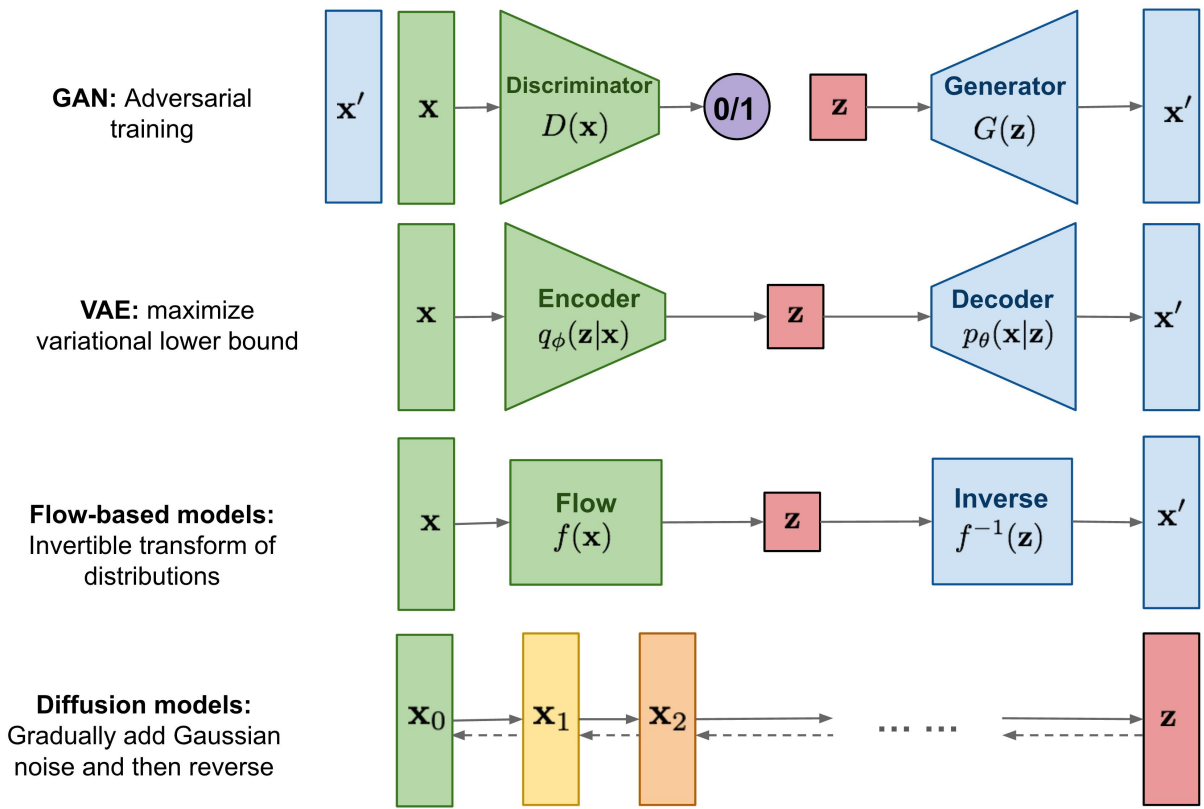 GAN: Adversarial
training
x′
x
Discriminator
D(x)
0/1
z
Generator
G(z)
x′
VAE: maximize
variational lower bound
x
Encoder
qϕ(z|x)
z
Decoder
pθ(x|z)
x′
Flow-based models:
Invertible transform of
distributions
x
Flow
f(x)
z
Inverse
f⁻¹(z)
x′
Diffusion models:
Gradually add Gaussian
noise and then reverse
x₀
x₁
x₂
... ...
z